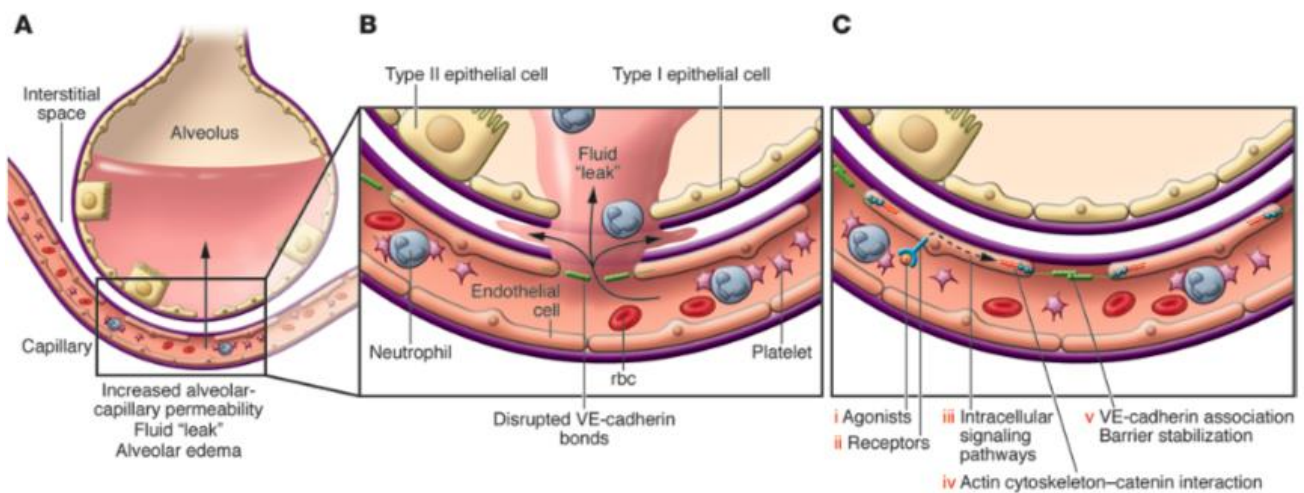 A
Interstitial
space
Alveolus
Capillary
Increased alveolar-
capillary permeability
Fluid "leak"
Alveolar edema
B
Type II epithelial cell
Type I epithelial cell
Fluid
"leak"
Endothelial
cell
Neutrophil
rbc
Platelet
Disrupted VE-cadherin
bonds
C
i Agonists
ii Receptors
iii Intracellular
signaling
pathways
iv Actin cytoskeleton–catenin interaction
v VE-cadherin association
Barrier stabilization